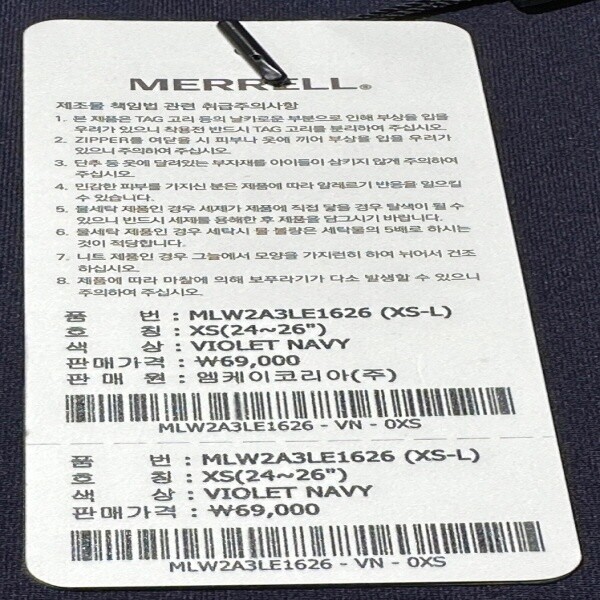 MERRELL®
제조물 책임법 관련 취급주의사항
1. 본 제품은 TAG 고리 등의 날카로운 부분으로 인해 부상을 입을
우려가 있으니 착용전 반드시 TAG 고리를 분리하여 주십시오.
2. ZIPPER를 여닫을 시 피부나 옷에 끼어 부상을 입을 우려가
있으니 주의하여 주십시오.
3. 단추 등 옷에 달려있는 부자재를 아이들이 삼키지 않게 주의하여
주십시오.
4. 민감한 피부를 가지신 분은 제품에 따라 알레르기 반응을 일으킬
수 있습니다.
5. 물세탁 제품인 경우 세제가 제품에 직접 닿을 경우 탈색이 될 수
있으니 반드시 세제를 용해한 후 제품을 담그시기 바랍니다.
6. 물세탁 제품인 경우 세탁시 물 불량은 세탁물의 5배로 하시는
것이 적당합니다.
7. 니트 제품인 경우 그늘에서 모양을 가지런히 하여 뉘어서 건조
하십시오.
8. 제품에 따라 마찰에 의해 보푸라기가 다소 발생할 수 있으니
주의하여 주십시오.
품 번 : MLW2A3LE1626 (XS-L)
호 칭 : XS(24~26")
색 상 : VIOLET NAVY
판매가격 : ₩69,000
판 매 원 : 엠케이코리아(주)
MLW2A3LE1626 - VN - 0XS
품 번 : MLW2A3LE1626 (XS-L)
호 칭 : XS(24~26")
색 상 : VIOLET NAVY
판매가격 : ₩69,000
MLW2A3LE1626 - VN - 0XS